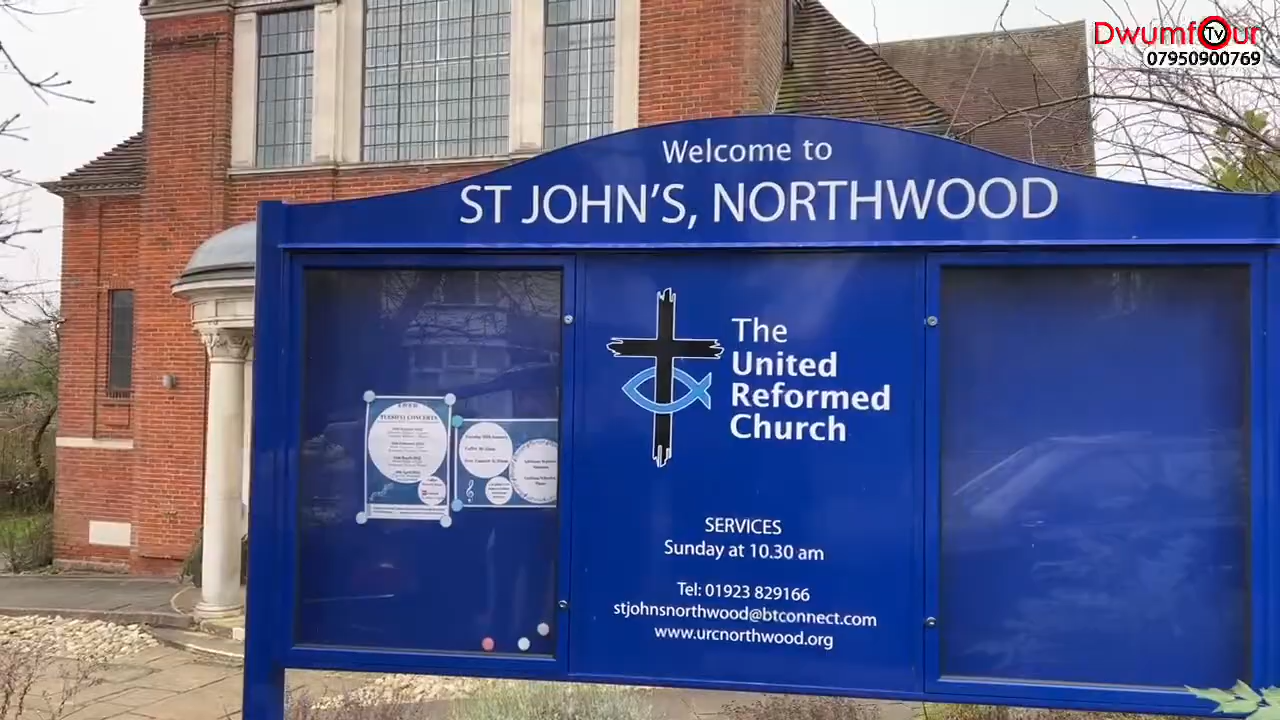 Dwumfour
TV
07950900769
Welcome to
ST JOHN'S, NORTHWOOD
The
United
Reformed
Church
SERVICES
Sunday at 10.30 am
Tel: 01923 829166
stjohnsnorthwood@btconnect.com
www.urcnorthwood.org
CONCERTS